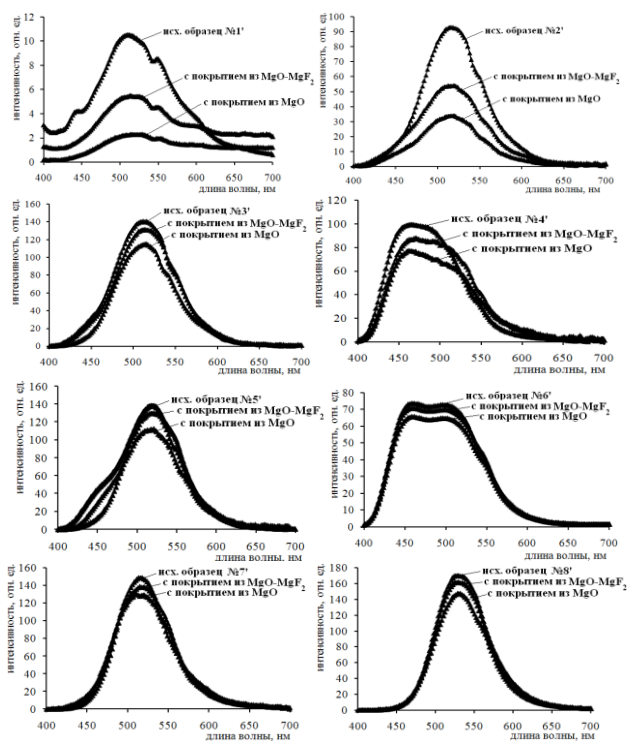 интенсивность, отн. ед.
12
10
8
6
4
2
0
исх. образец №1'
с покрытием из MgO-MgF₂
с покрытием из MgO
400 450 500 550 600 650 700
длина волны, нм
интенсивность, отн. ед.
100
90
80
70
60
50
40
30
20
10
0
исх. образец №2'
с покрытием из MgO-MgF₂
с покрытием из MgO
400 450 500 550 600 650 700
длина волны, нм
интенсивность, отн. ед.
160
140
120
100
80
60
40
20
0
исх. образец №3'
с покрытием из MgO-MgF₂
с покрытием из MgO
400 450 500 550 600 650 700
длина волны, нм
интенсивность, отн. ед.
120
100
80
60
40
20
0
исх. образец №4'
с покрытием из MgO-MgF₂
с покрытием из MgO
400 450 500 550 600 650 700
длина волны, нм
интенсивность, отн. ед.
160
140
120
100
80
60
40
20
0
исх. образец №5'
с покрытием из MgO-MgF₂
с покрытием из MgO
400 450 500 550 600 650 700
длина волны, нм
интенсивность, отн. ед.
80
70
60
50
40
30
20
10
0
исх. образец №6'
с покрытием из MgO-MgF₂
с покрытием из MgO
400 450 500 550 600 650 700
длина волны, нм
интенсивность, отн. ед.
160
140
120
100
80
60
40
20
0
исх. образец №7'
с покрытием из MgO-MgF₂
с покрытием из MgO
400 450 500 550 600 650 700
длина волны, нм
интенсивность, отн. ед.
180
160
140
120
100
80
60
40
20
0
исх. образец №8'
с покрытием из MgO-MgF₂
с покрытием из MgO
400 450 500 550 600 650 700
длина волны, нм